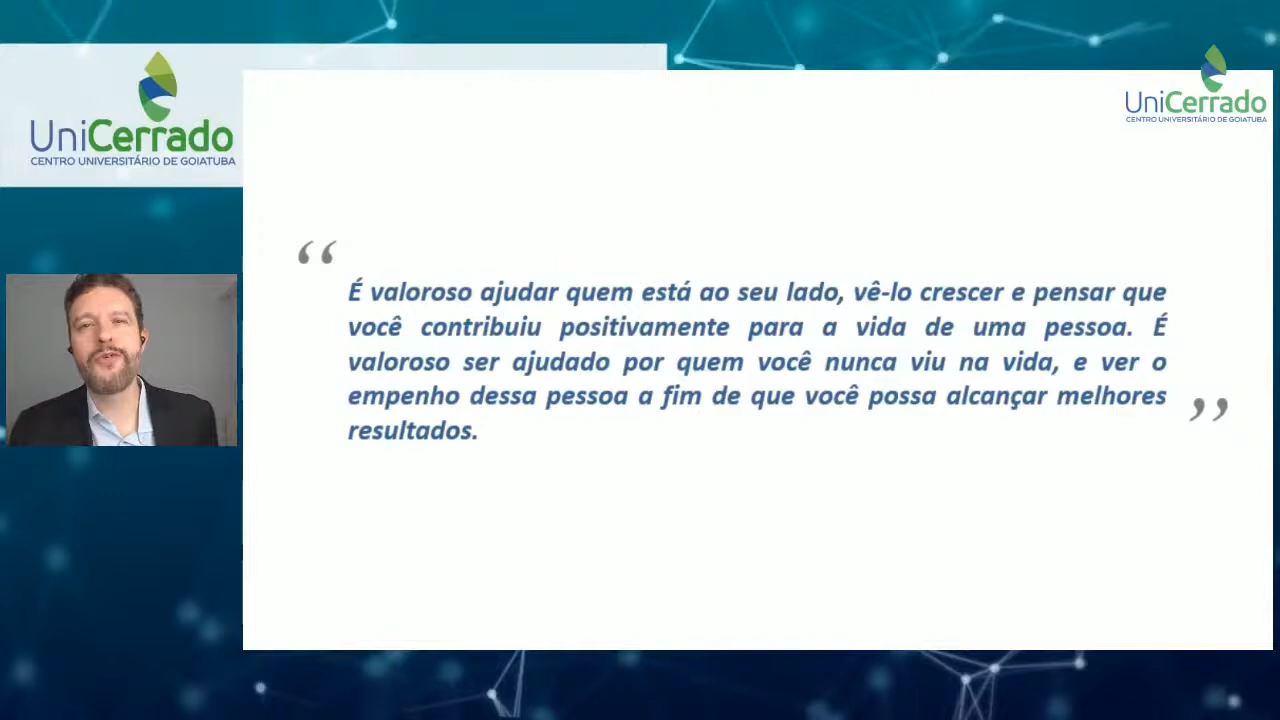 UniCerrado
CENTRO UNIVERSITÁRIO DE GOIATUBA
UniCerrado
CENTRO UNIVERSITÁRIO DE GOIATUBA
“
É valoroso ajudar quem está ao seu lado, vê-lo crescer e pensar que
você contribuiu positivamente para a vida de uma pessoa. É
valoroso ser ajudado por quem você nunca viu na vida, e ver o
empenho dessa pessoa a fim de que você possa alcançar melhores
resultados.
”